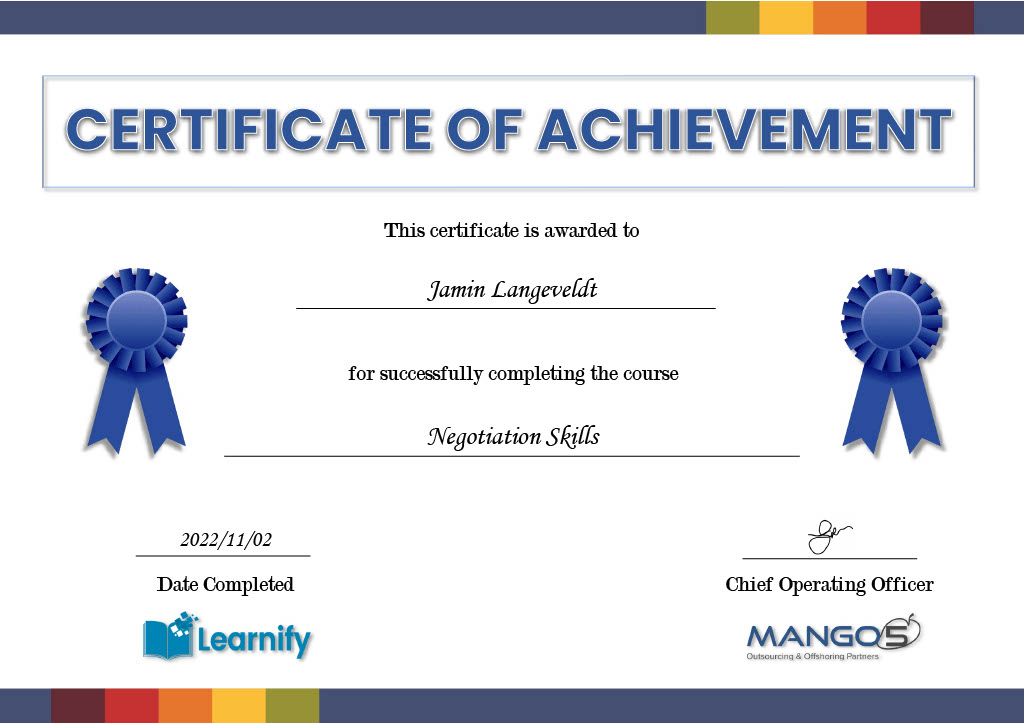 CERTIFICATE OF ACHIEVEMENT
This certificate is awarded to
Jamin Langeveldt
for successfully completing the course
Negotiation Skills
2022/11/02
Date Completed
Chief Operating Officer
Learnify
MANGO5
Outsourcing & Offshoring Partners